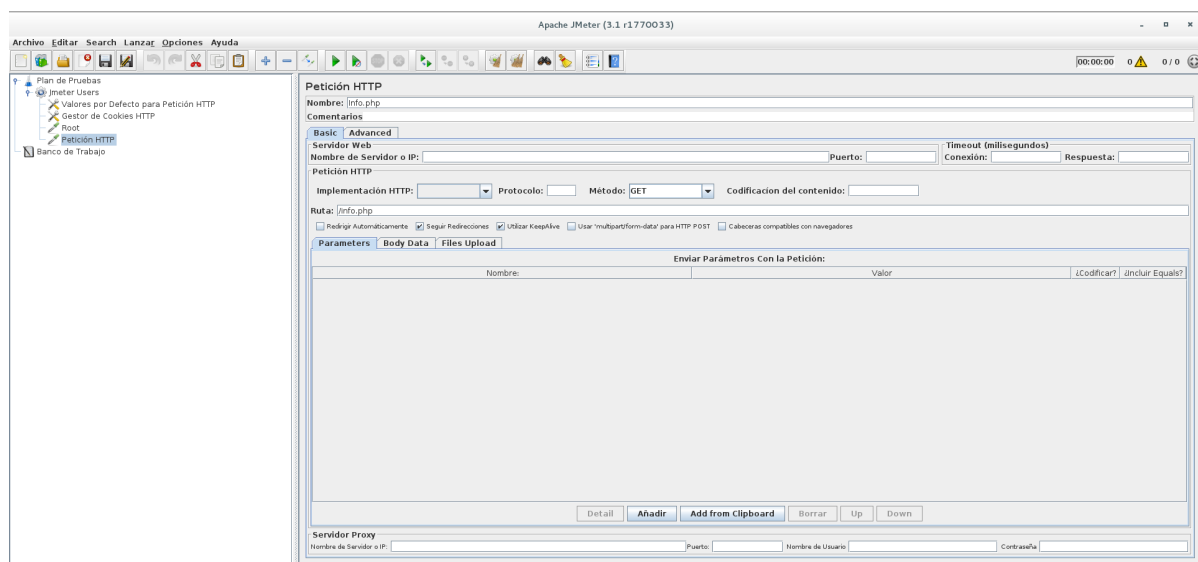 Apache JMeter (3.1 r1770033)
Archivo Editar Search Lanzar Opciones Ayuda
00:00:00 0 0 / 0
Plan de Pruebas
Jmeter Users
Valores por Defecto para Petición HTTP
Gestor de Cookies HTTP
Root
Petición HTTP
Banco de Trabajo
Petición HTTP
Nombre: info.php
Comentarios
Basic Advanced
Servidor Web
Nombre de Servidor o IP: Puerto:
Timeout (milisegundos)
Conexión: Respuesta:
Petición HTTP
Implementación HTTP: Protocolo: Método: GET Codificacion del contenido:
Ruta: /info.php
Redirigir Automáticamente Seguir Redirecciones Utilizar KeepAlive Usar 'multipart/form-data' para HTTP POST Cabeceras compatibles con navegadores
Parameters Body Data Files Upload
Enviar Parámetros Con la Petición:
Nombre: Valor ¿Codificar? ¿Incluir Equals?
Detail Añadir Add from Clipboard Borrar Up Down
Servidor Proxy
Nombre de Servidor o IP: Puerto: Nombre de Usuario Contraseña